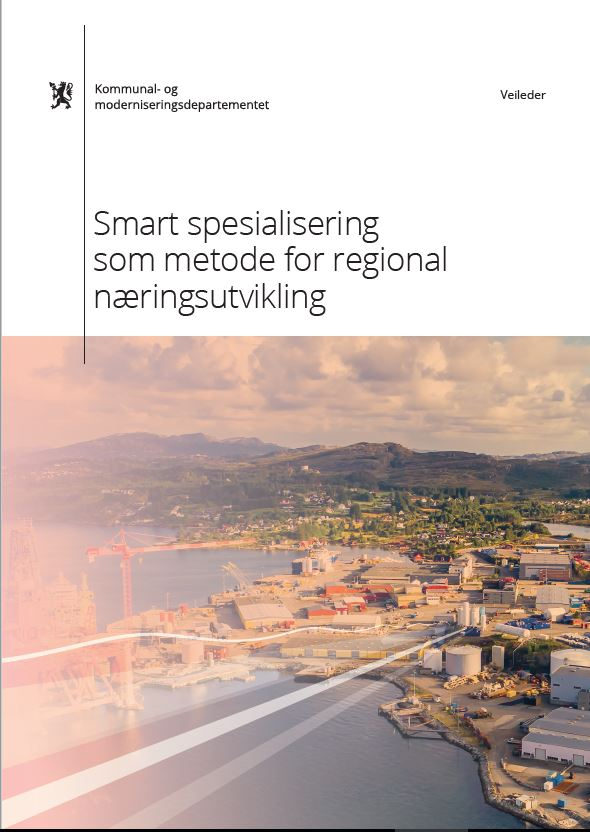 Kommunal- og
moderniseringsdepartementet
Veileder
Smart spesialisering
som metode for regional
næringsutvikling